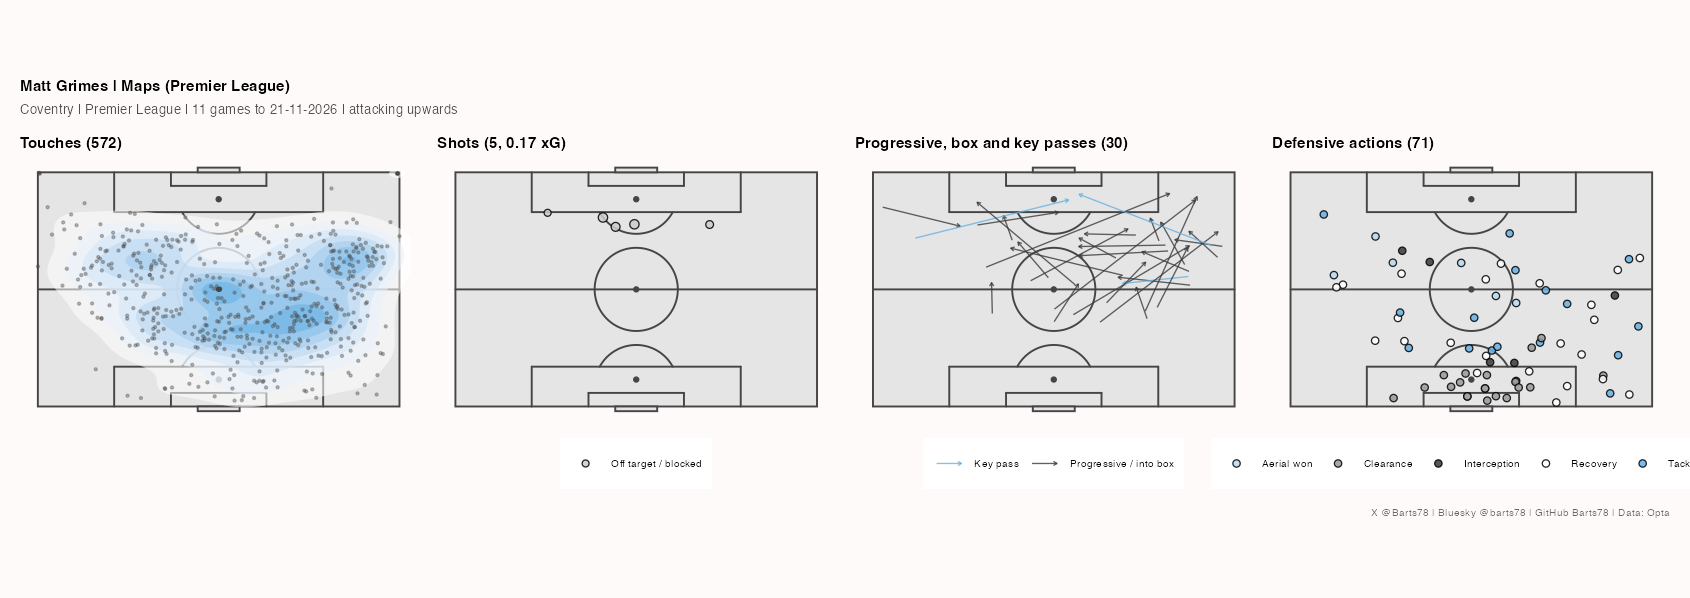 Matt Grimes | Maps (Premier League)
Coventry | Premier League | 11 games to 21-11-2026 | attacking upwards
Touches (572)
Shots (5, 0.17 xG)
Progressive, box and key passes (30)
Defensive actions (71)
Off target / blocked
Key pass
Progressive / into box
Aerial won
Clearance
Interception
Recovery
Tack
X @Barts78 | Bluesky @barts78 | GitHub Barts78 | Data: Opta